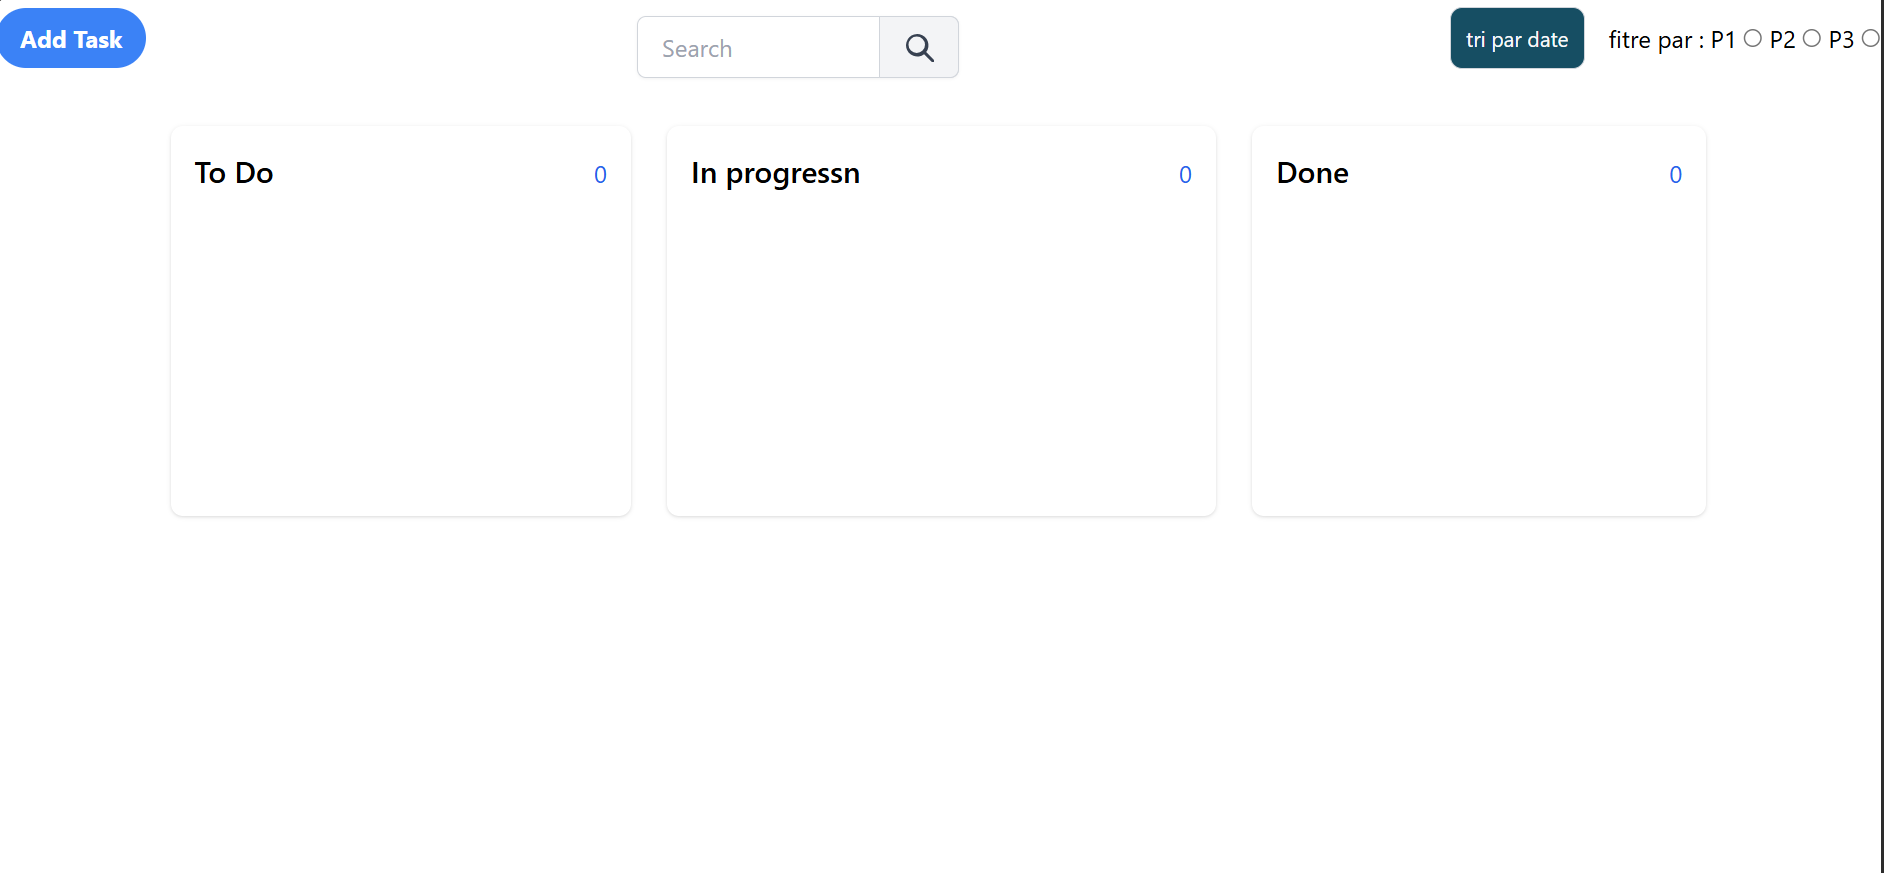 Add Task
Search
tri par date
fitre par : P1 P2 P3
To Do 0
In progressn 0
Done 0